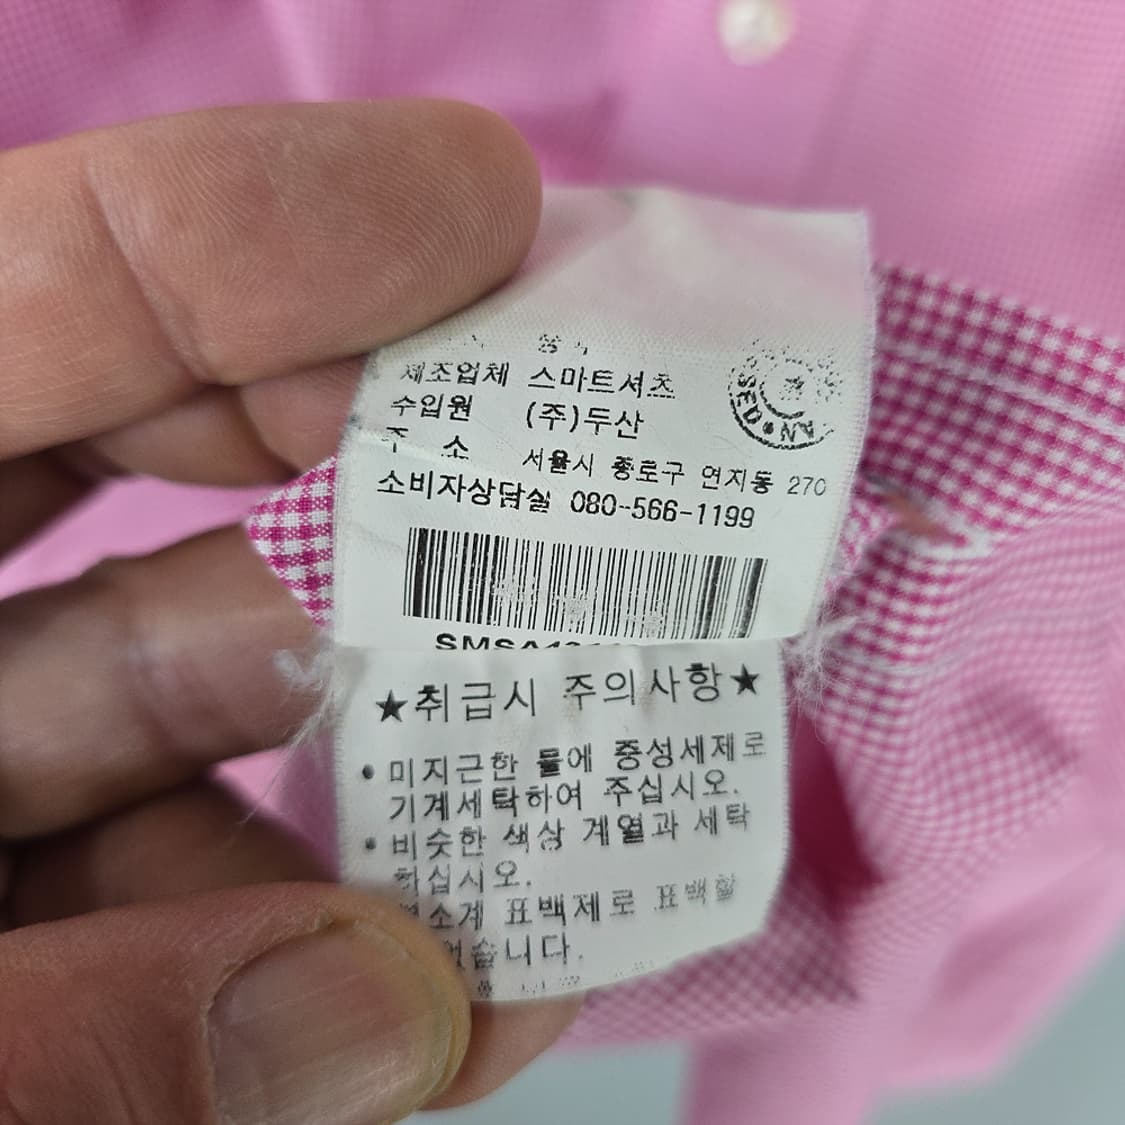 제조업체 스마트셔츠
수입원 (주)두산
주 소 서울시 종로구 연지동 270
소비자상담실 080-566-1199
★취급시 주의사항★
• 미지근한 물에 중성세제로
기계세탁하여 주십시오.
• 비슷한 색상 계열과 세탁
하십시오.
표백제로